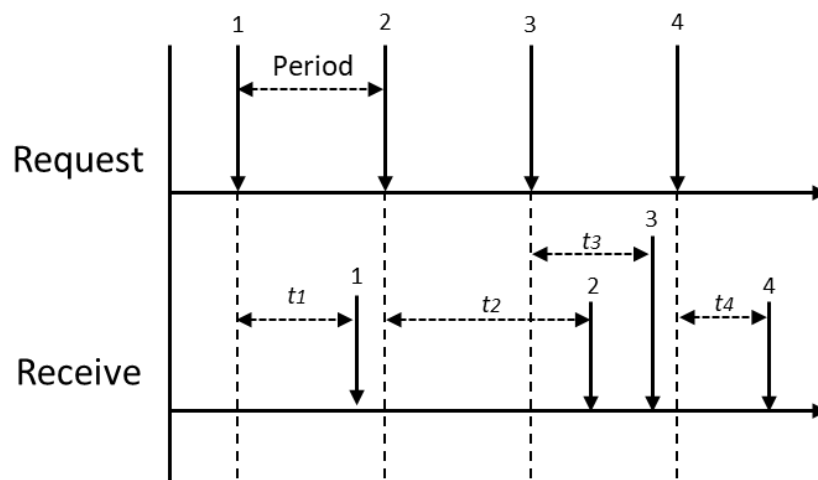 1 2 3 4
Period
Request
3
t3
1 2 4
t1 t2 t4
Receive